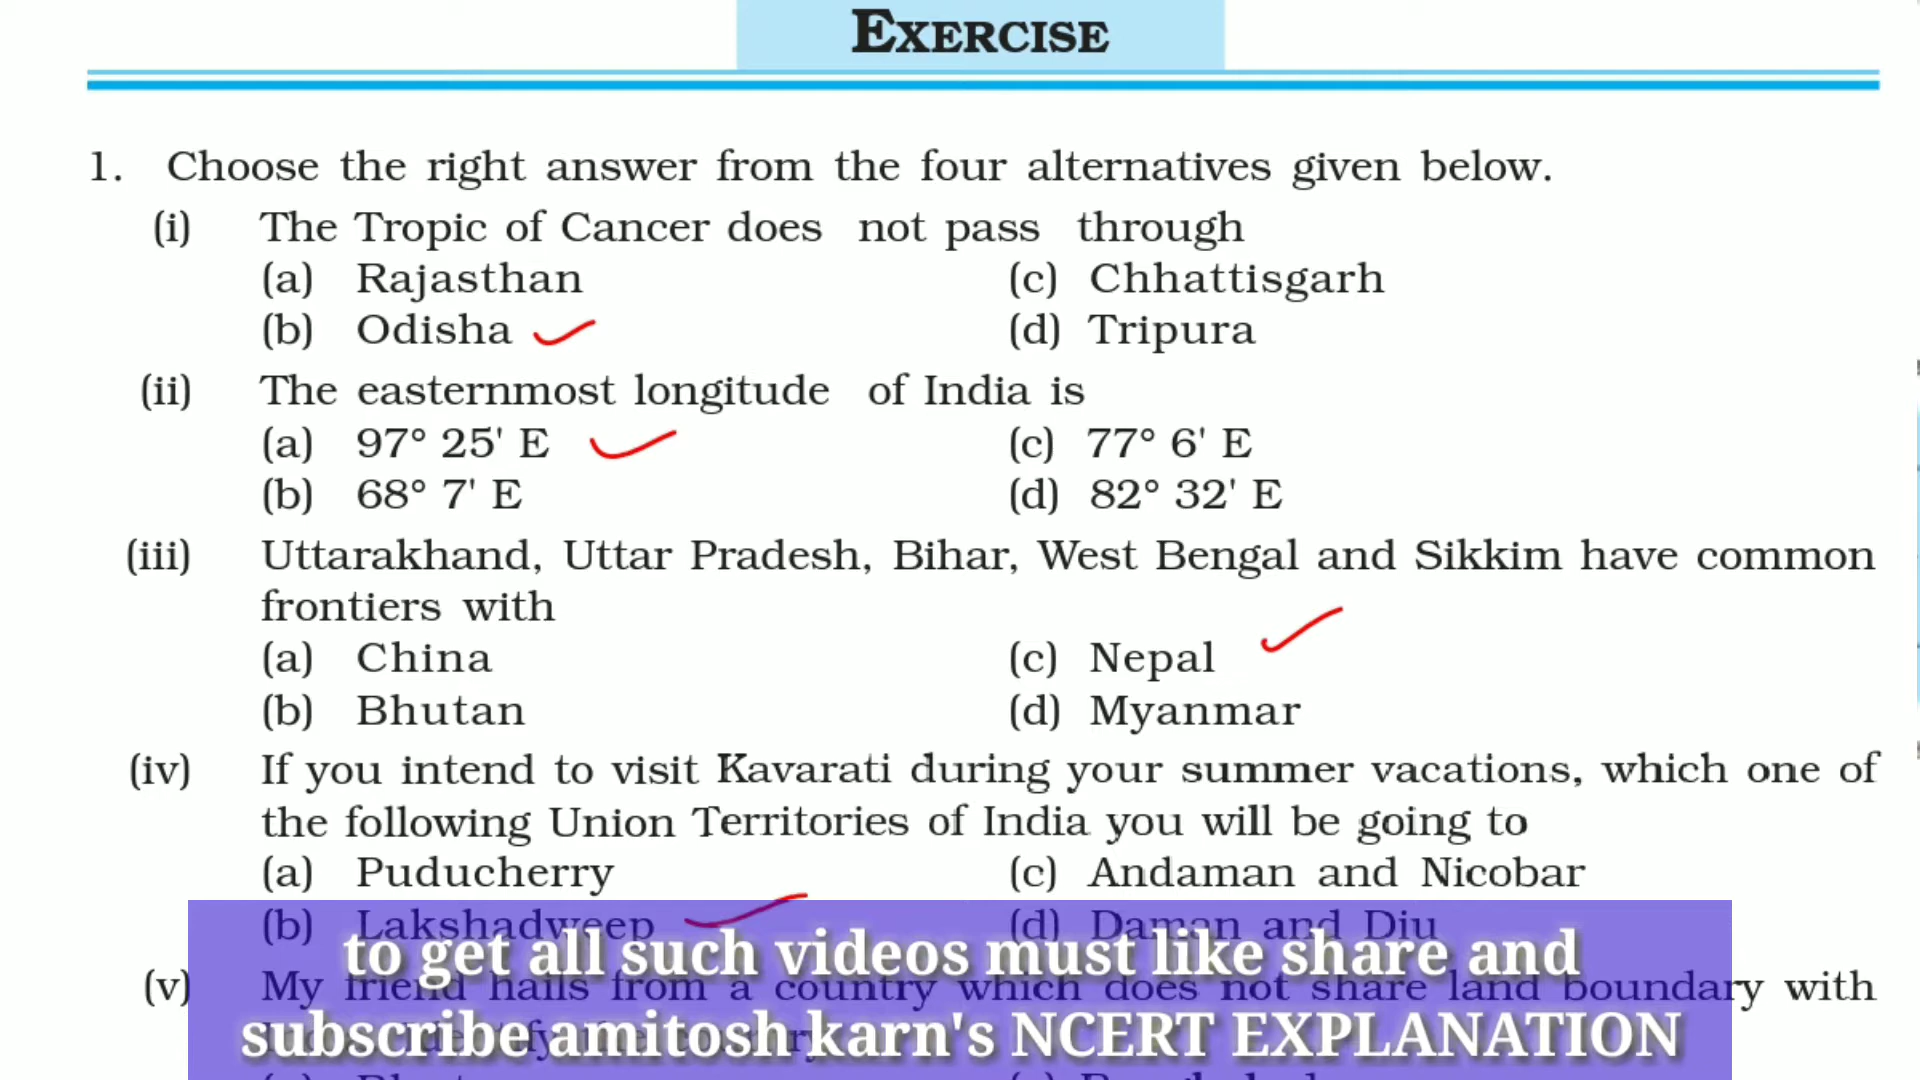 EXERCISE
1. Choose the right answer from the four alternatives given below.
(i) The Tropic of Cancer does not pass through
(a) Rajasthan (c) Chhattisgarh
(b) Odisha (d) Tripura
(ii) The easternmost longitude of India is
(a) 97° 25' E (c) 77° 6' E
(b) 68° 7' E (d) 82° 32' E
(iii) Uttarakhand, Uttar Pradesh, Bihar, West Bengal and Sikkim have common
frontiers with
(a) China (c) Nepal
(b) Bhutan (d) Myanmar
(iv) If you intend to visit Kavarati during your summer vacations, which one of
the following Union Territories of India you will be going to
(a) Puducherry (c) Andaman and Nicobar
(b) Lakshadweep (d) Daman and Diu
to get all such videos must like share and
(v) My friend hails from a country which does not share land boundary with
subscribe amitosh karn's NCERT EXPLANATION